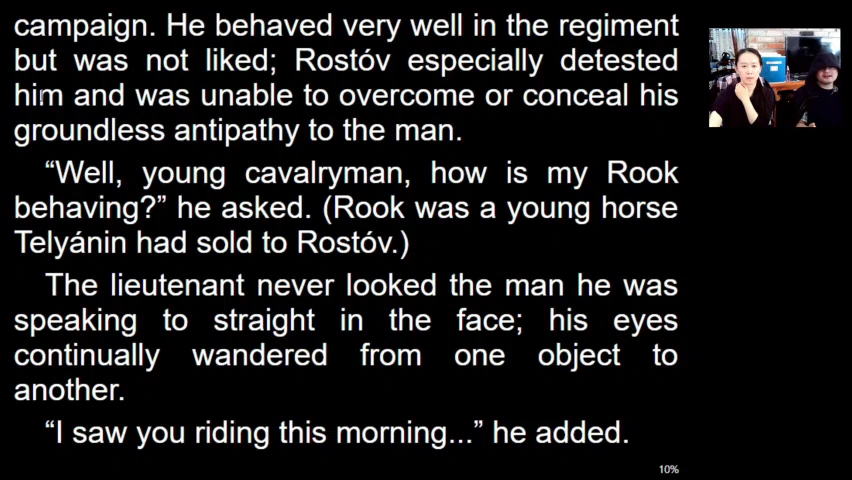 campaign. He behaved very well in the regiment
but was not liked; Rostóv especially detested
him and was unable to overcome or conceal his
groundless antipathy to the man.
“Well, young cavalryman, how is my Rook
behaving?” he asked. (Rook was a young horse
Telyánin had sold to Rostóv.)
The lieutenant never looked the man he was
speaking to straight in the face; his eyes
continually wandered from one object to
another.
“I saw you riding this morning...” he added.
10%